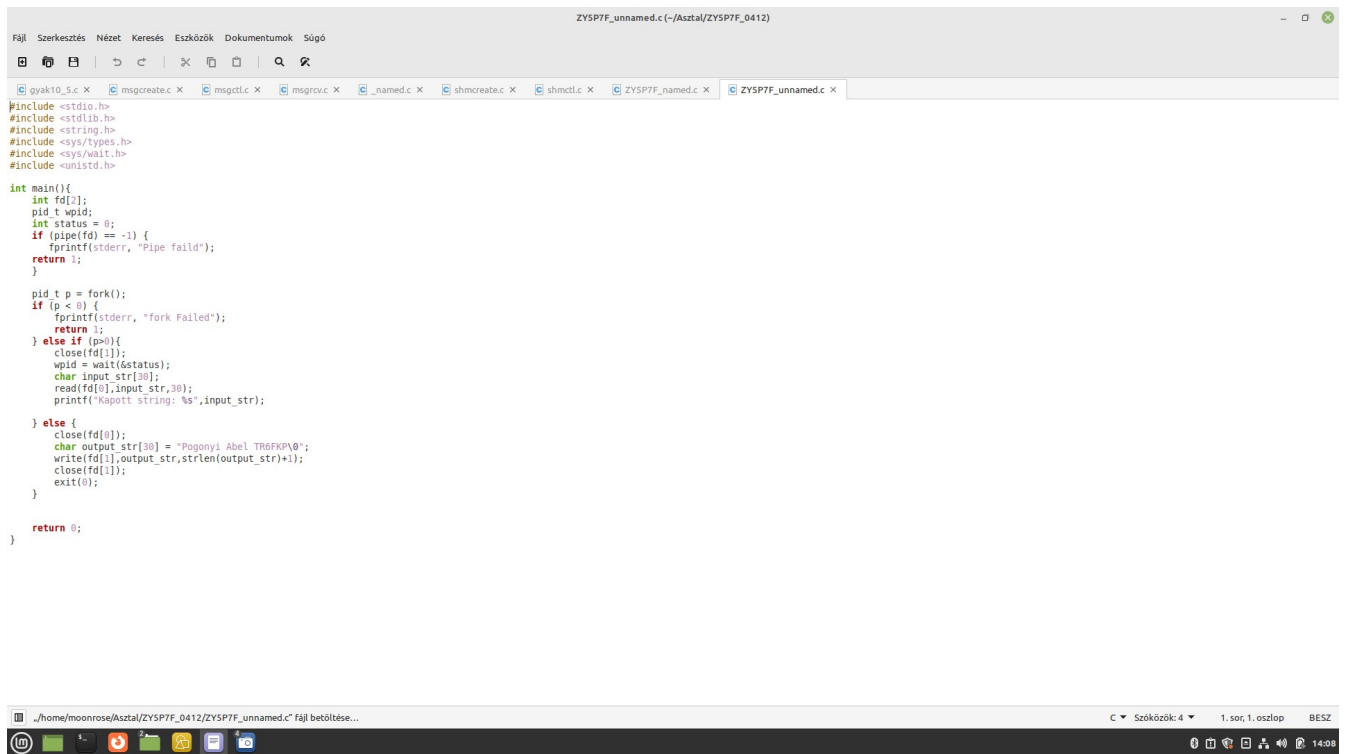 ZY5P7F_unnamed.c (~/Asztal/ZY5P7F_0412)
Fájl Szerkesztés Nézet Keresés Eszközök Dokumentumok Súgó
gyak10_5.c msgcreate.c msgctl.c msgrcv.c _named.c shmcreate.c shmctl.c ZY5P7F_named.c ZY5P7F_unnamed.c
#include <stdio.h>
#include <stdlib.h>
#include <string.h>
#include <sys/types.h>
#include <sys/wait.h>
#include <unistd.h>
int main(){
int fd[2];
pid_t wpid;
int status = 0;
if (pipe(fd) == -1) {
fprintf(stderr, "Pipe faild");
return 1;
}
pid_t p = fork();
if (p < 0) {
fprintf(stderr, "fork Failed");
return 1;
} else if (p>0){
close(fd[1]);
wpid = wait(&status);
char input_str[30];
read(fd[0],input_str,30);
printf("Kapott string: %s",input_str);
} else {
close(fd[0]);
char output_str[30] = "Pogonyi Abel TR6FKP\0";
write(fd[1],output_str,strlen(output_str)+1);
close(fd[1]);
exit(0);
}
return 0;
}
„/home/moonrose/Asztal/ZY5P7F_0412/ZY5P7F_unnamed.c” fájl betöltése… C Szóközök: 4 1. sor, 1. oszlop BESZ
2 4 14:08